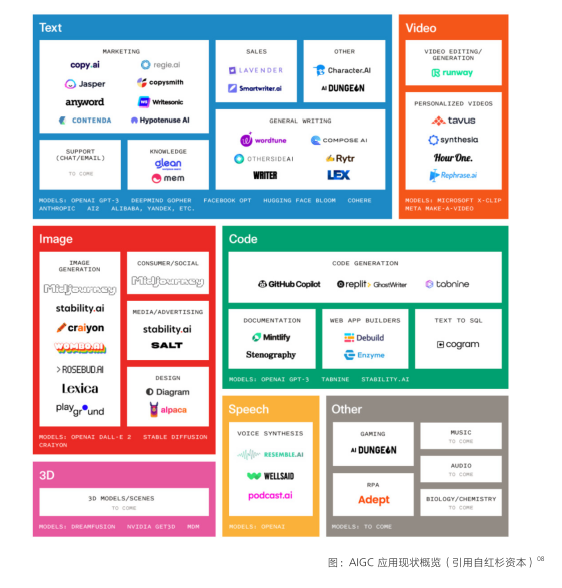 Text
MARKETING
copy.ai
regie.ai
Jasper
copysmith
anyword
Writesonic
CONTENDA
Hypotenuse AI
SALES
LAVENDER
Smartwriter.ai
OTHER
Character.AI
AI DUNGEON
SUPPORT
(CHAT/EMAIL)
TO COME
KNOWLEDGE
glean
mem
GENERAL WRITING
wordtune
COMPOSE AI
OTHERSIDEAI
Rytr
WRITER
LEX
MODELS: OPENAI GPT-3 DEEPMIND GOPHER FACEBOOK OPT HUGGING FACE BLOOM COHERE
ANTHROPIC AI2 ALIBABA, YANDEX, ETC.
Video
VIDEO EDITING/
GENERATION
runway
PERSONALIZED VIDEOS
tavus
synthesia
Hour One.
Rephrase.ai
MODELS: MICROSOFT X-CLIP
META MAKE-A-VIDEO
Image
IMAGE
GENERATION
Midjourney
stability.ai
craiyon
WOMBO.AI
ROSEBUD.AI
Lexica
playground
CONSUMER/SOCIAL
Midjourney
MEDIA/ADVERTISING
stability.ai
SALT
DESIGN
Diagram
alpaca
MODELS: OPENAI DALL-E 2 STABLE DIFFUSION
CRAIYON
Code
CODE GENERATION
GitHub Copilot
replit GhostWriter
tabnine
DOCUMENTATION
Mintlify
Stenography
WEB APP BUILDERS
Debuild
Enzyme
TEXT TO SQL
cogram
MODELS: OPENAI GPT-3 TABNINE STABILITY.AI
Speech
VOICE SYNTHESIS
RESEMBLE.AI
WELLSAID
podcast.ai
MODELS: OPENAI
Other
GAMING
AI DUNGEON
RPA
Adept
MUSIC
TO COME
AUDIO
TO COME
BIOLOGY/CHEMISTRY
TO COME
MODELS: TO COME
3D
3D MODELS/SCENES
TO COME
MODELS: DREAMFUSION NVIDIA GET3D MDM
图：AIGC 应用现状概览（引用自红杉资本）08